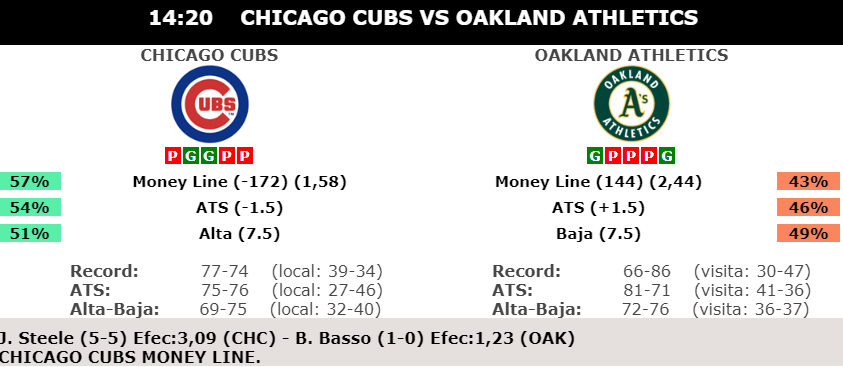 14:20 CHICAGO CUBS VS OAKLAND ATHLETICS
CHICAGO CUBS OAKLAND ATHLETICS
CUBS OAKLAND A's ATHLETICS
P G G P P G P P P G
57% Money Line (-172) (1,58) Money Line (144) (2,44) 43%
54% ATS (-1.5) ATS (+1.5) 46%
51% Alta (7.5) Baja (7.5) 49%
Record: 77-74 (local: 39-34) Record: 66-86 (visita: 30-47)
ATS: 75-76 (local: 27-46) ATS: 81-71 (visita: 41-36)
Alta-Baja: 69-75 (local: 32-40) Alta-Baja: 72-76 (visita: 36-37)
J. Steele (5-5) Efec:3,09 (CHC) - B. Basso (1-0) Efec:1,23 (OAK)
CHICAGO CUBS MONEY LINE.